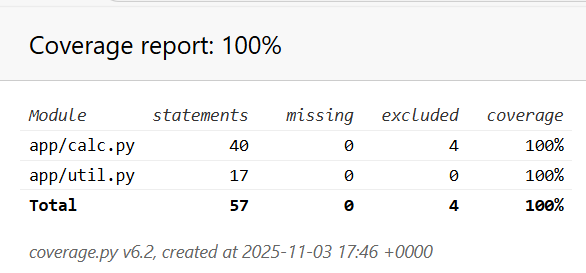 Coverage report: 100%
Module statements missing excluded coverage
app/calc.py 40 0 4 100%
app/util.py 17 0 0 100%
Total 57 0 4 100%
coverage.py v6.2, created at 2025-11-03 17:46 +0000